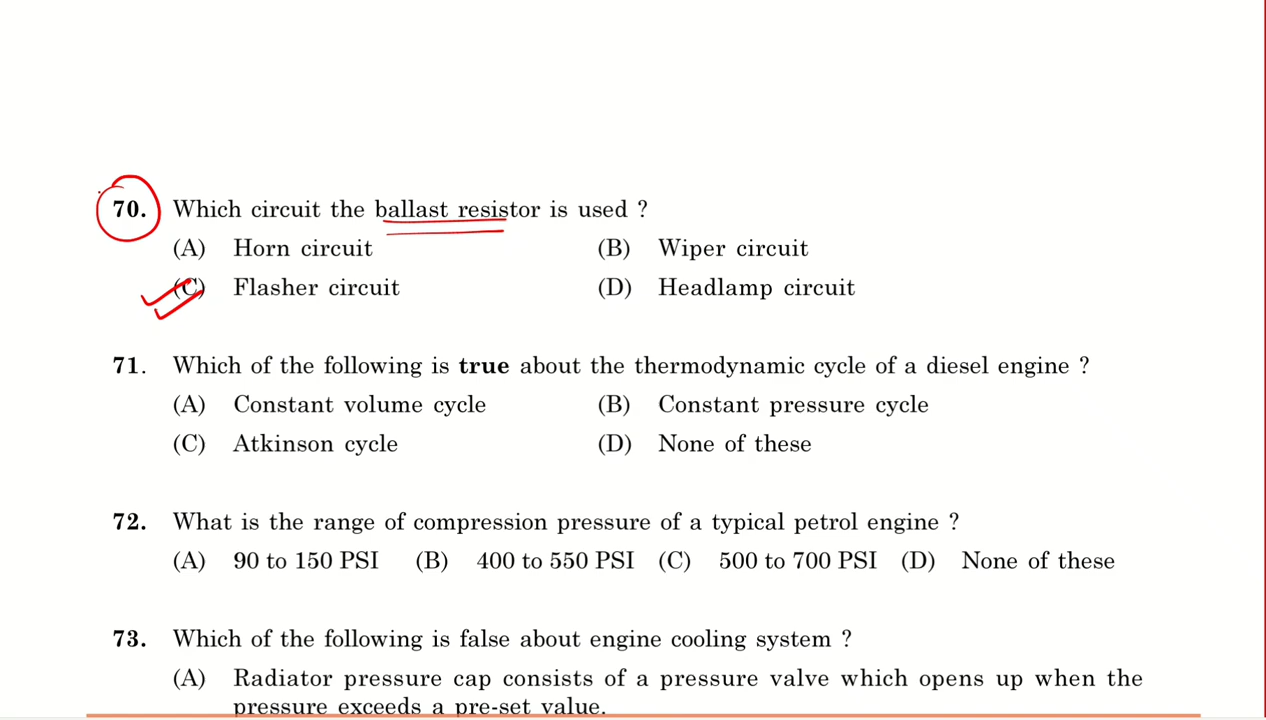 70. Which circuit the ballast resistor is used ?
(A) Horn circuit (B) Wiper circuit
(C) Flasher circuit (D) Headlamp circuit
71. Which of the following is true about the thermodynamic cycle of a diesel engine ?
(A) Constant volume cycle (B) Constant pressure cycle
(C) Atkinson cycle (D) None of these
72. What is the range of compression pressure of a typical petrol engine ?
(A) 90 to 150 PSI (B) 400 to 550 PSI (C) 500 to 700 PSI (D) None of these
73. Which of the following is false about engine cooling system ?
(A) Radiator pressure cap consists of a pressure valve which opens up when the
pressure exceeds a pre-set value.